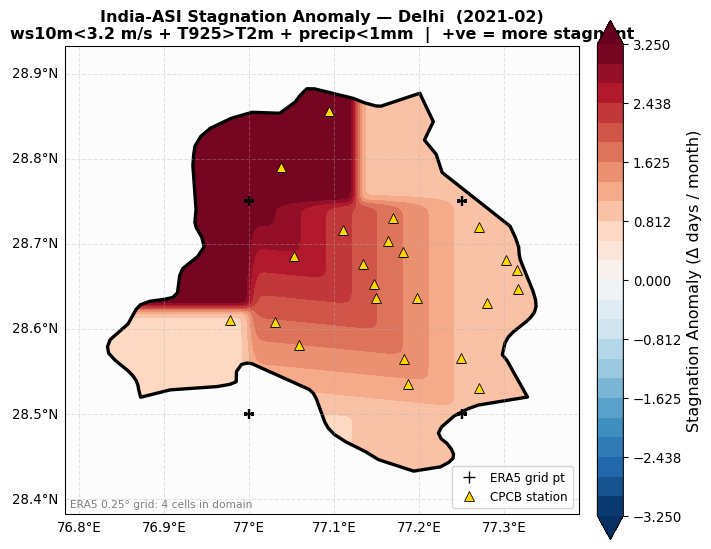 India-ASI Stagnation Anomaly — Delhi  (2021-02)
ws10m<3.2 m/s + T925>T2m + precip<1mm  |  +ve = more stagnant
28.9°N
28.8°N
28.7°N
28.6°N
28.5°N
28.4°N
ERA5 0.25° grid: 4 cells in domain
ERA5 grid pt
CPCB station
76.8°E
76.9°E
77°E
77.1°E
77.2°E
77.3°E
3.250
2.438
1.625
0.812
0.000
−0.812
−1.625
−2.438
−3.250
Stagnation Anomaly (Δ days / month)